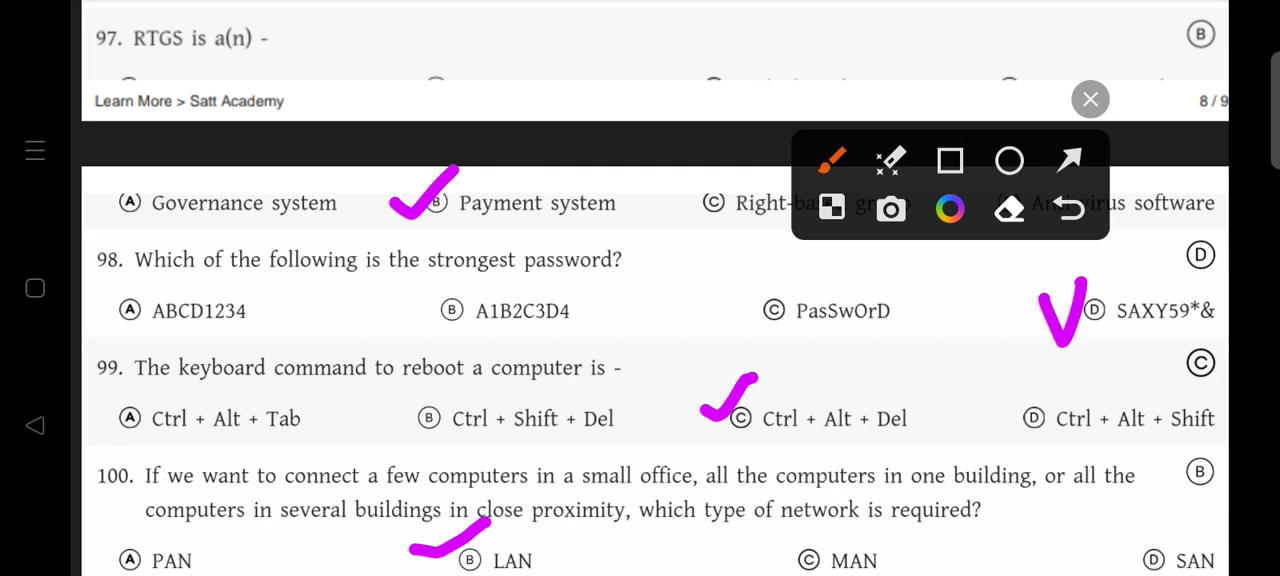 97. RTGS is a(n) -
B
Learn More > Satt Academy
8 / 9
A Governance system
B Payment system
C Right-
virus software
98. Which of the following is the strongest password?
D
A ABCD1234
B A1B2C3D4
C PasSwOrD
D SAXY59*&
99. The keyboard command to reboot a computer is -
C
A Ctrl + Alt + Tab
B Ctrl + Shift + Del
C Ctrl + Alt + Del
D Ctrl + Alt + Shift
100. If we want to connect a few computers in a small office, all the computers in one building, or all the
B
computers in several buildings in close proximity, which type of network is required?
A PAN
B LAN
C MAN
D SAN